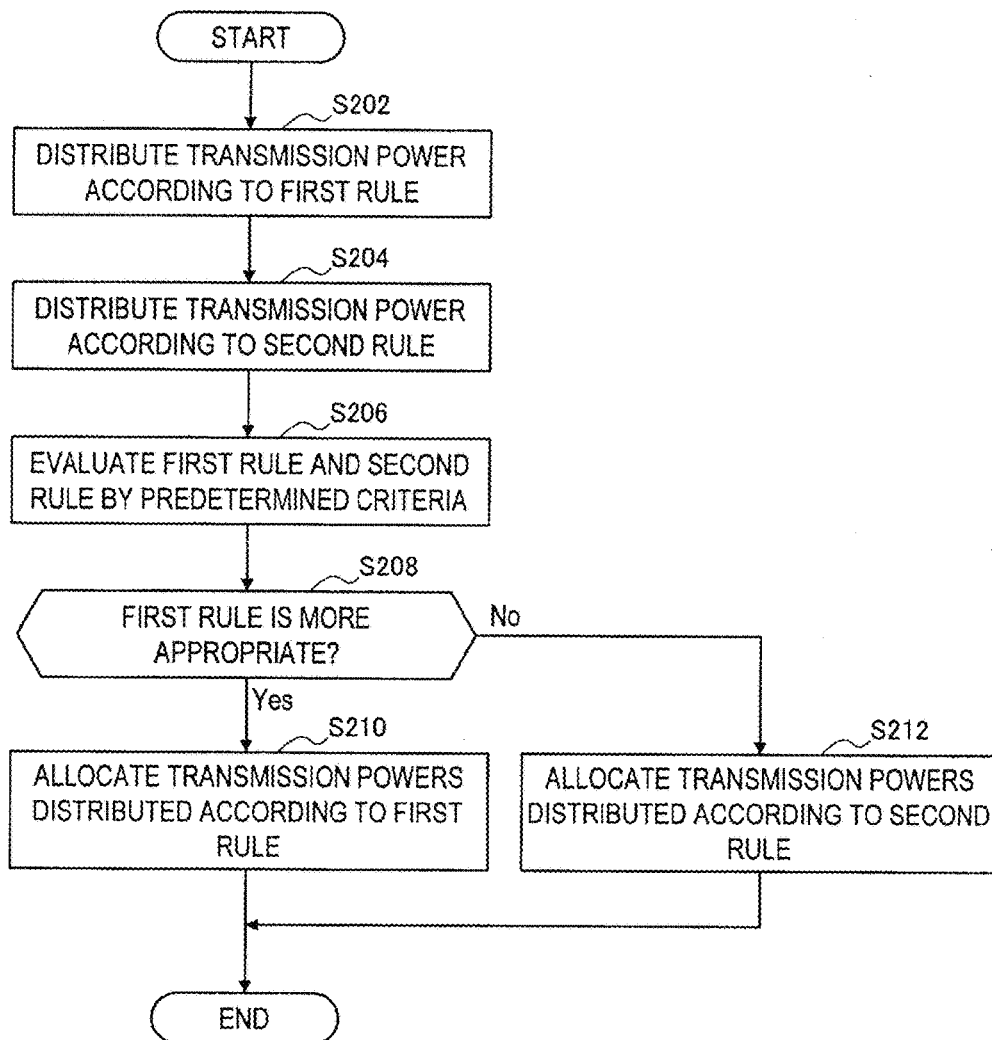 START
S202
DISTRIBUTE TRANSMISSION POWER
ACCORDING TO FIRST RULE
S204
DISTRIBUTE TRANSMISSION POWER
ACCORDING TO SECOND RULE
S206
EVALUATE FIRST RULE AND SECOND
RULE BY PREDETERMINED CRITERIA
S208
FIRST RULE IS MORE
APPROPRIATE?
No
Yes
S210
ALLOCATE TRANSMISSION POWERS
DISTRIBUTED ACCORDING TO FIRST
RULE
S212
ALLOCATE TRANSMISSION POWERS
DISTRIBUTED ACCORDING TO SECOND
RULE
END